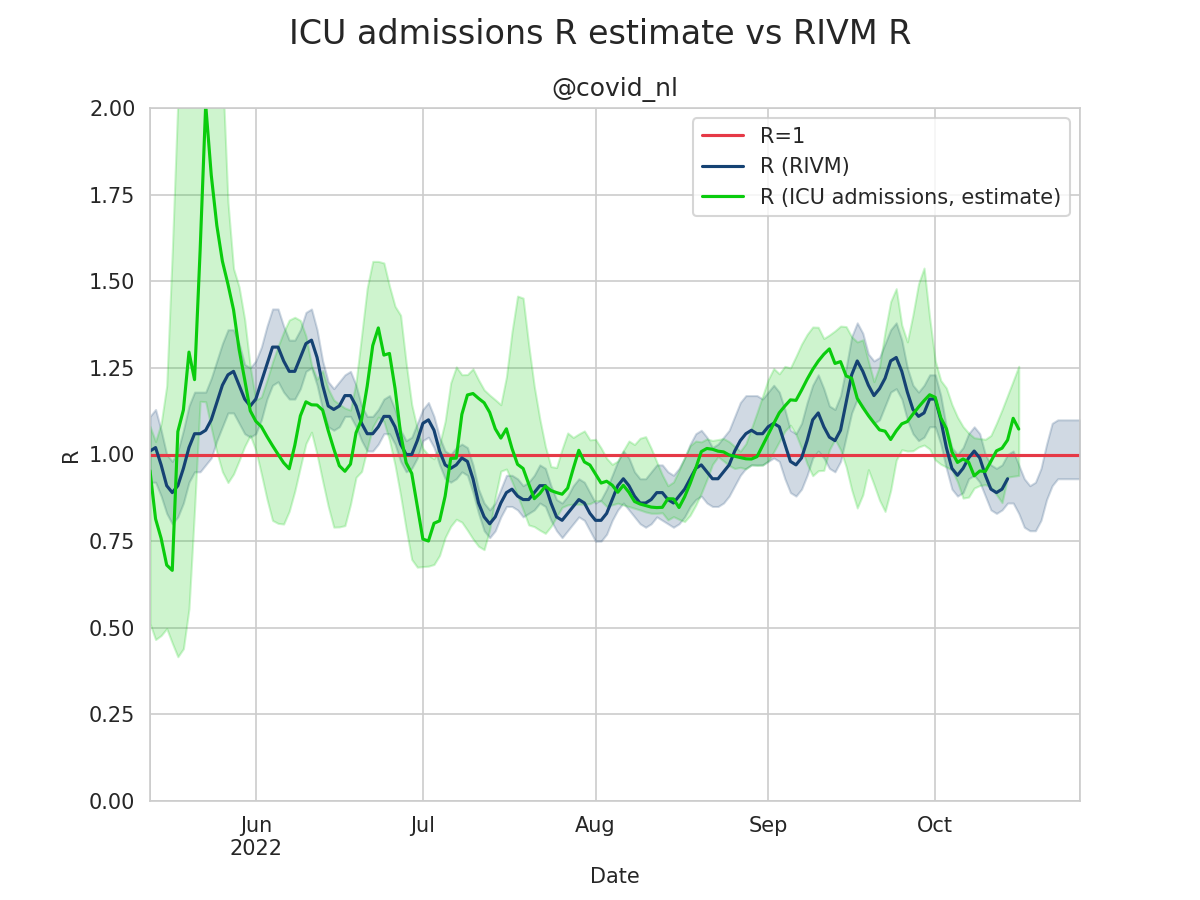 ICU admissions R estimate vs RIVM R
@covid_nl
R=1
R (RIVM)
R (ICU admissions, estimate)
2.00
1.75
1.50
1.25
1.00
0.75
0.50
0.25
0.00
R
Jun
2022
Jul
Aug
Sep
Oct
Date